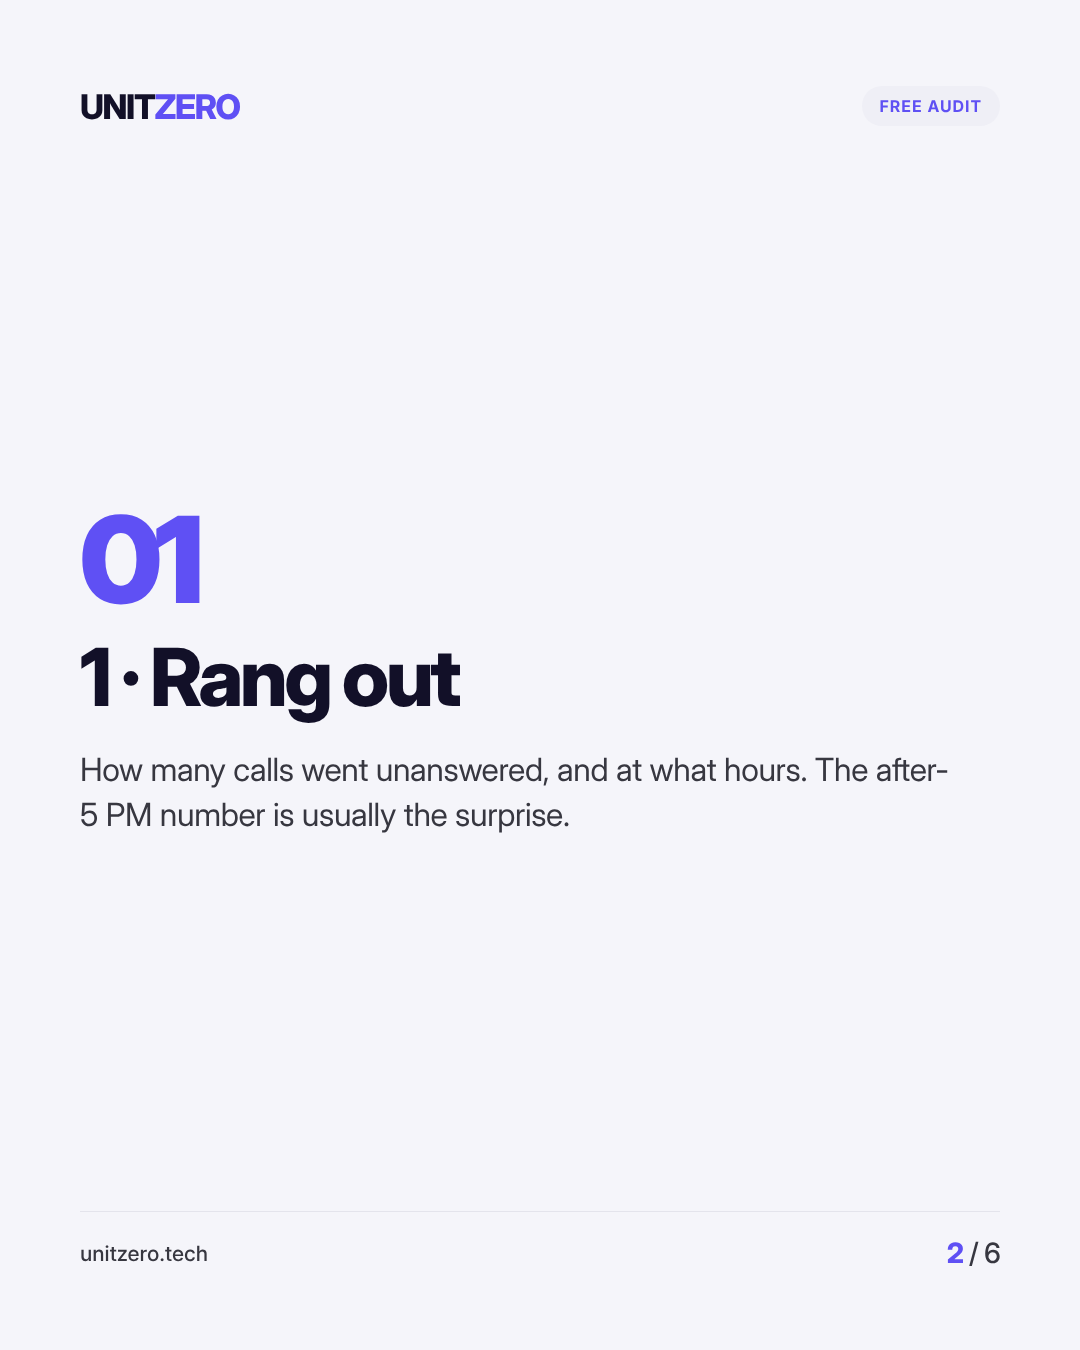 UNITZERO
FREE AUDIT
01
1 · Rang out
How many calls went unanswered, and at what hours. The after-
5 PM number is usually the surprise.
unitzero.tech
2 / 6